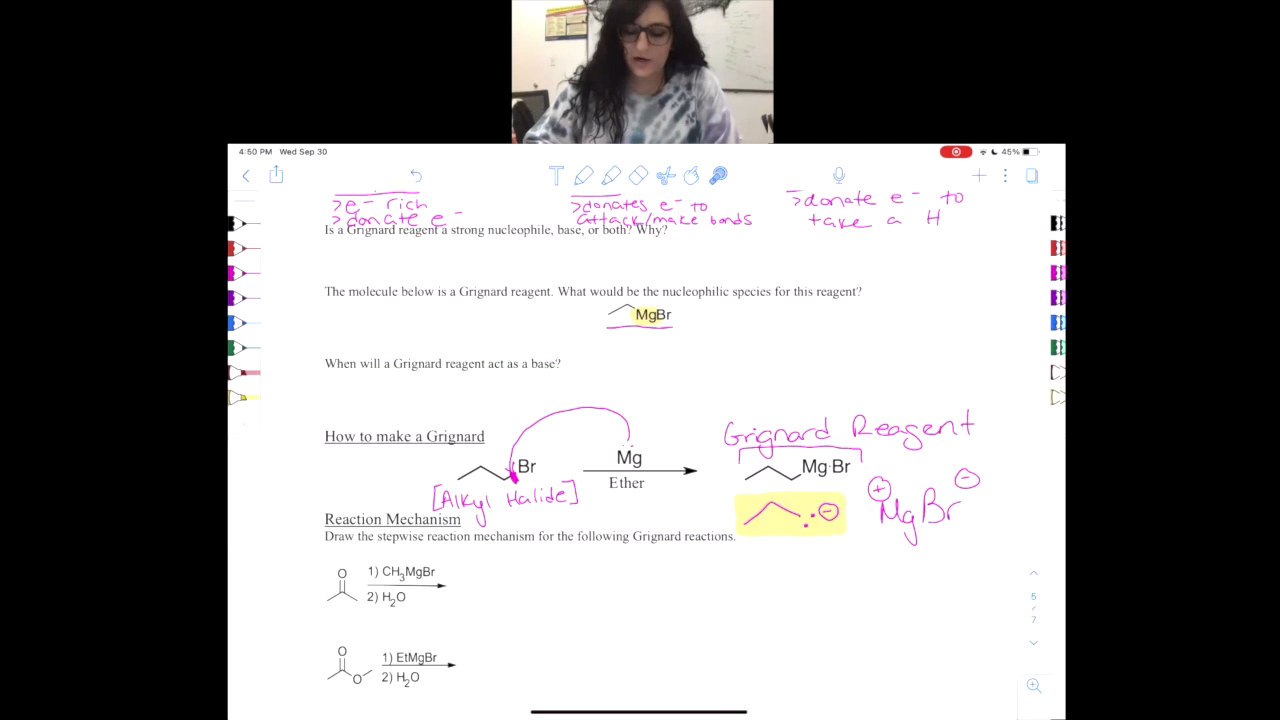 4:50 PM Wed Sep 30
45%
>e⁻ rich
>donate e⁻
>donates e⁻ to
attack/make bonds
>donate e⁻ to
take a H
Is a Grignard reagent a strong nucleophile, base, or both? Why?
The molecule below is a Grignard reagent. What would be the nucleophilic species for this reagent?
MgBr
When will a Grignard reagent act as a base?
How to make a Grignard
Br
Mg
Ether
Grignard Reagent
Mg·Br
[Alkyl Halide]
⊖
⊕ MgBr ⊖
Reaction Mechanism
Draw the stepwise reaction mechanism for the following Grignard reactions.
O
1) CH₃MgBr
2) H₂O
O
O
1) EtMgBr
2) H₂O
5
/
7